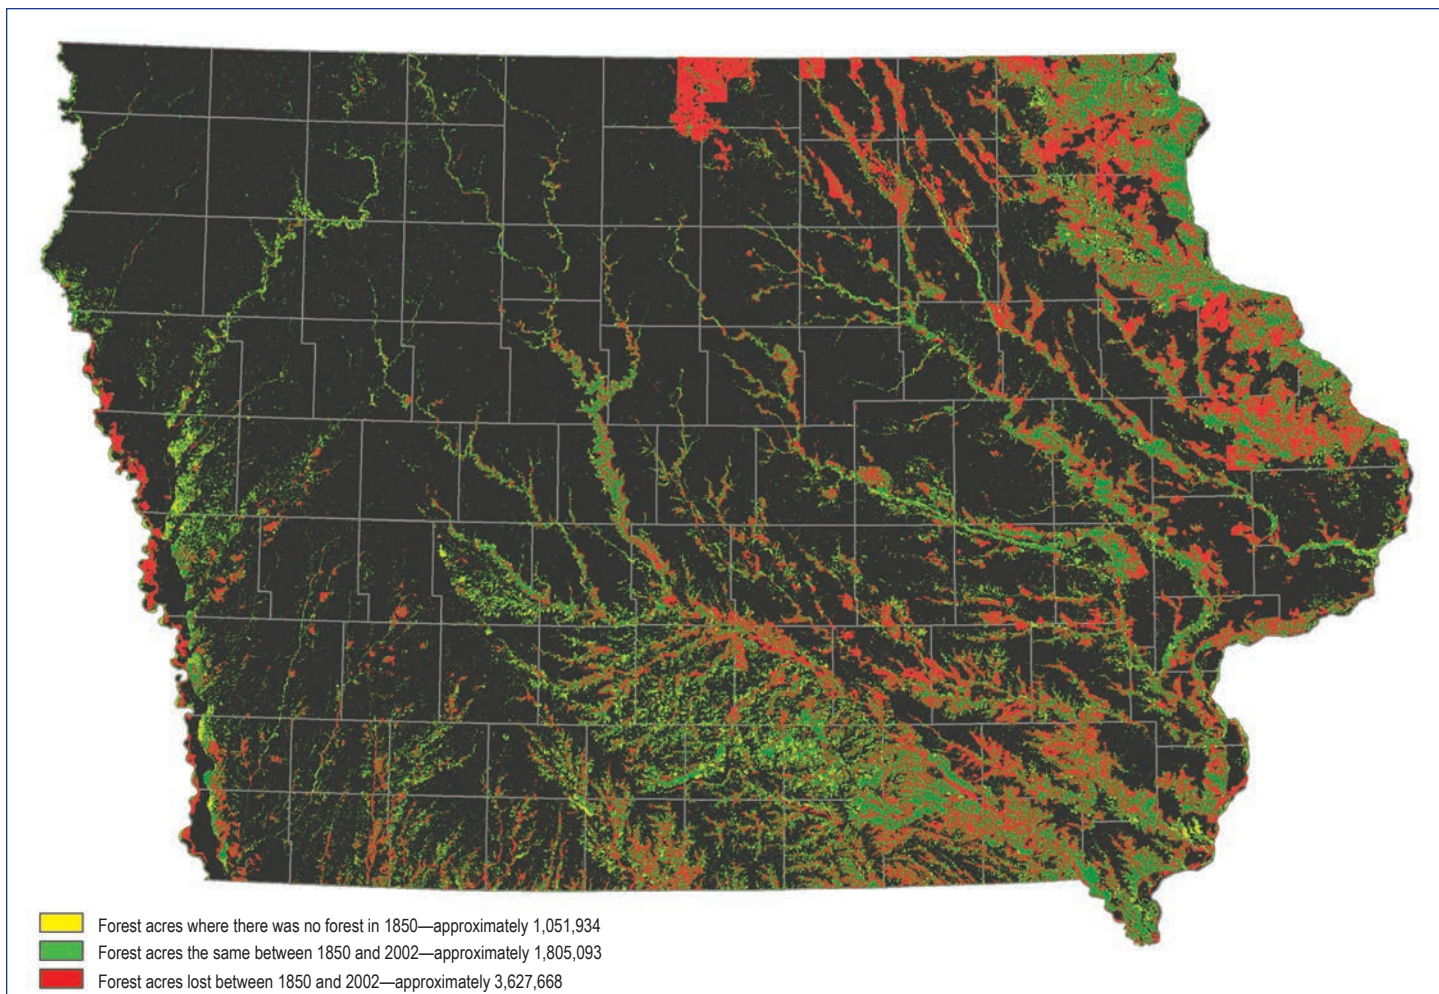 Forest acres where there was no forest in 1850—approximately 1,051,934
Forest acres the same between 1850 and 2002—approximately 1,805,093
Forest acres lost between 1850 and 2002—approximately 3,627,668